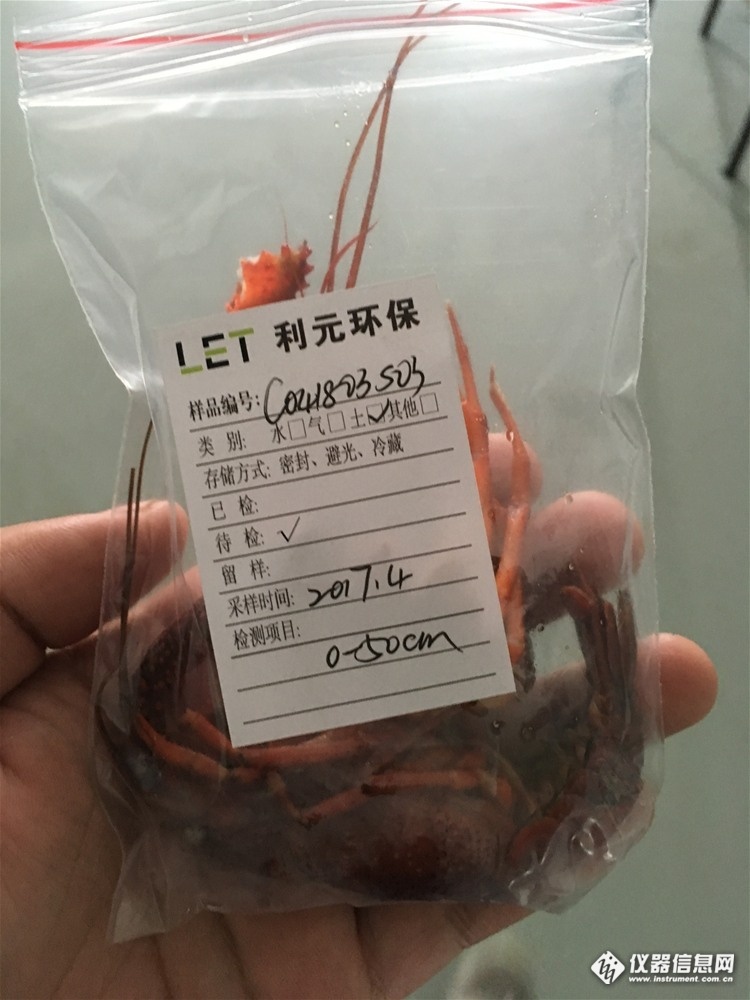 LET 利元环保
样品编号: C04H803S03
类 别: 水□气□土☑其他□
存储方式: 密封、避光、冷藏
已 检:
待 检: √
留 样:
采样时间: 2017.4
检测项目:
0-50cm
仪器信息网
www.instrument.com.cn